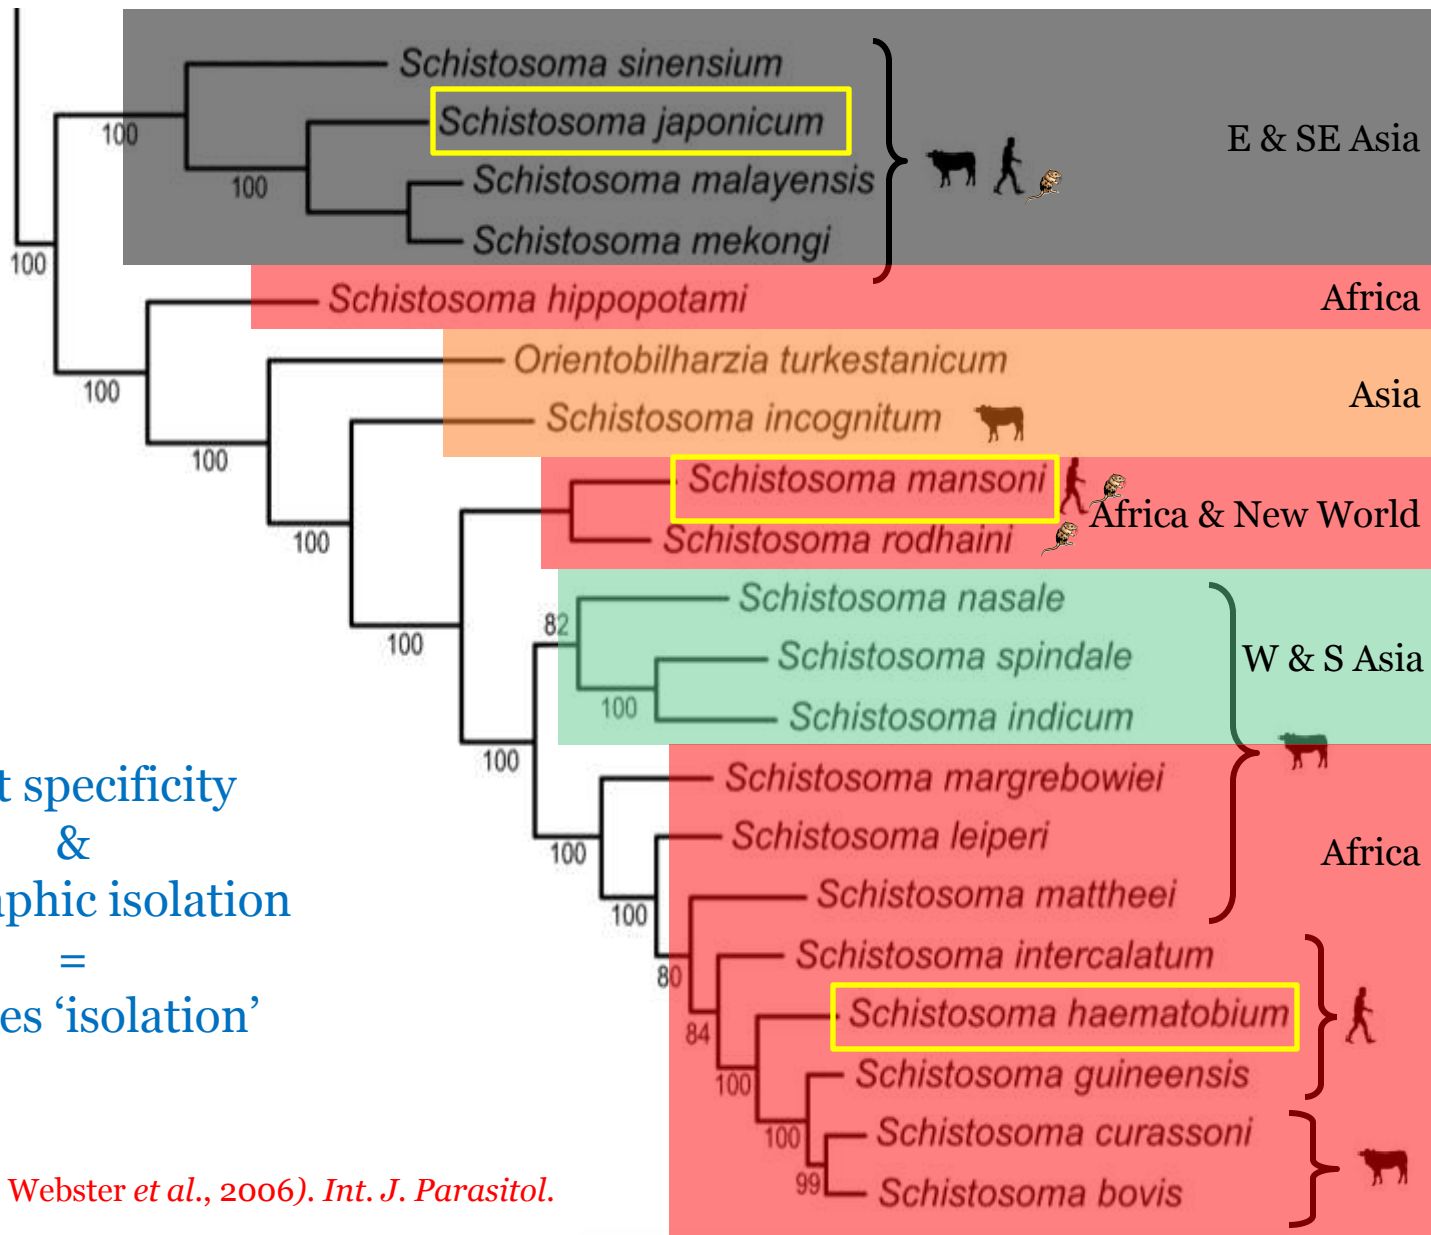 Schistosoma sinensium
Schistosoma japonicum
100
E & SE Asia
100
Schistosoma malayensis
Schistosoma mekongi
100
Schistosoma hippopotami
Africa
Orientobilharzia turkestanicum
100
Asia
Schistosoma incognitum
100
Schistosoma mansoni
Africa & New World
100
Schistosoma rodhaini
Schistosoma nasale
82
100
Schistosoma spindale
W & S Asia
100
Schistosoma indicum
100
Schistosoma margrebowiei
t specificity
&
Schistosoma leiperi
100
Africa
aphic isolation
Schistosoma mattheei
100
=
Schistosoma intercalatum
80
es ‘isolation’
Schistosoma haematobium
84
Schistosoma guineensis
100
Schistosoma curassoni
100
99
Schistosoma bovis
Webster et al., 2006). Int. J. Parasitol.